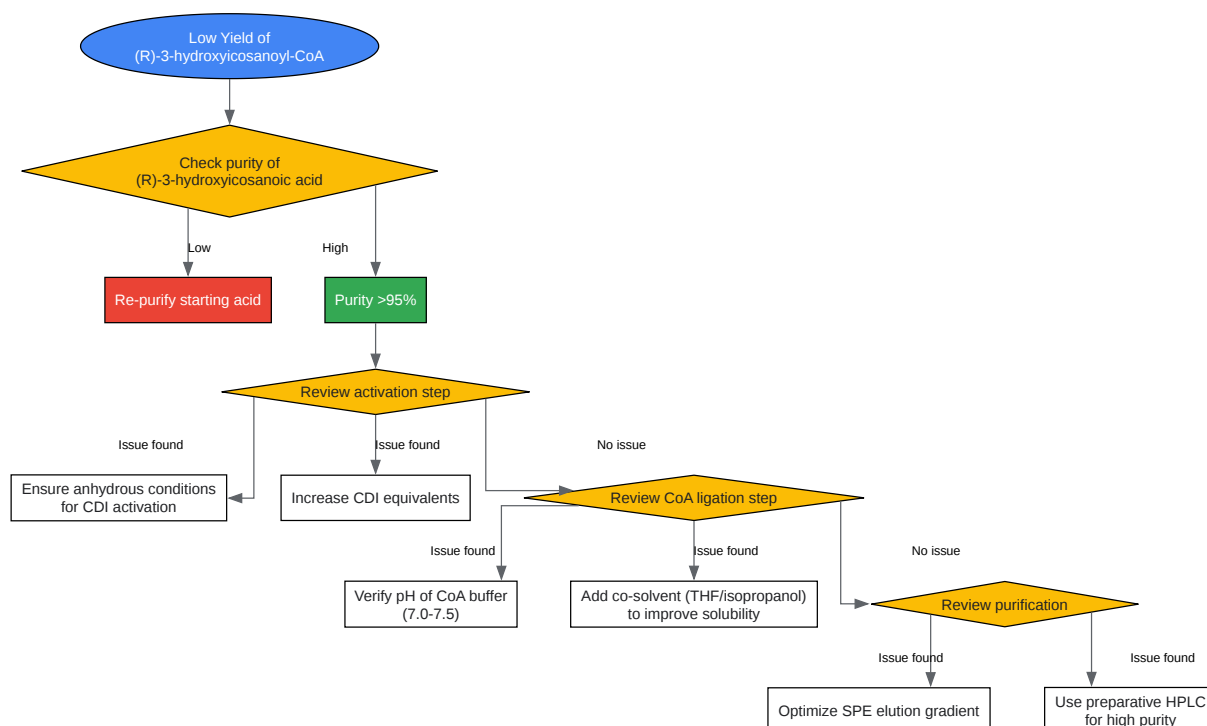 Low Yield of
(R)-3-hydroxyicosanoyl-CoA
Check purity of
(R)-3-hydroxyicosanoic acid
Low
High
Re-purify starting acid
Purity >95%
Review activation step
Issue found
Issue found
No issue
Ensure anhydrous conditions
for CDI activation
Increase CDI equivalents
Review CoA ligation step
Issue found
Issue found
No issue
Verify pH of CoA buffer
(7.0-7.5)
Add co-solvent (THF/isopropanol)
to improve solubility
Review purification
Issue found
Issue found
Optimize SPE elution gradient
Use preparative HPLC
for high purity